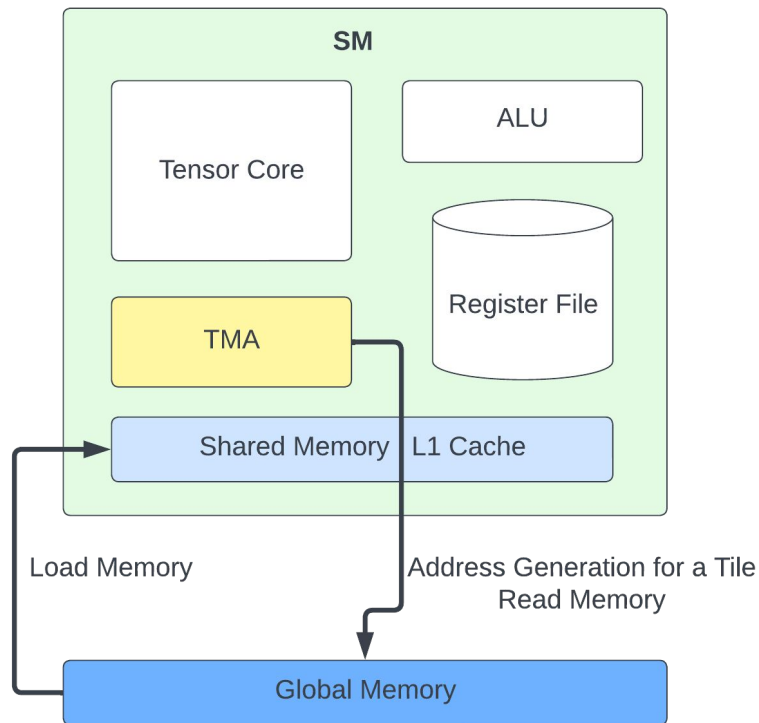 SM
Tensor Core
ALU
Register File
TMA
Shared Memory L1 Cache
Load Memory
Address Generation for a Tile
Read Memory
Global Memory